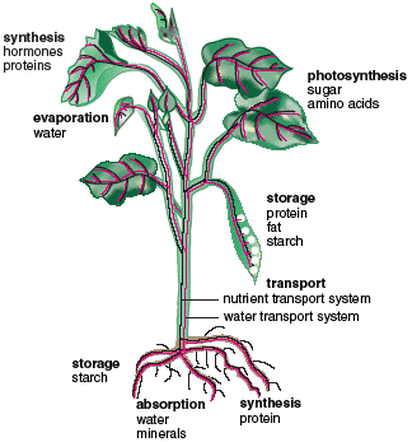 synthesis
hormones
proteins
evaporation
water
photosynthesis
sugar
amino acids
storage
protein
fat
starch
transport
nutrient transport system
water transport system
storage
starch
absorption
water
minerals
synthesis
protein